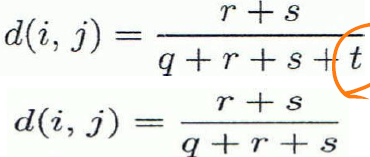 d(i, j) = r + s / q + r + s + t
d(i, j) = r + s / q + r + s